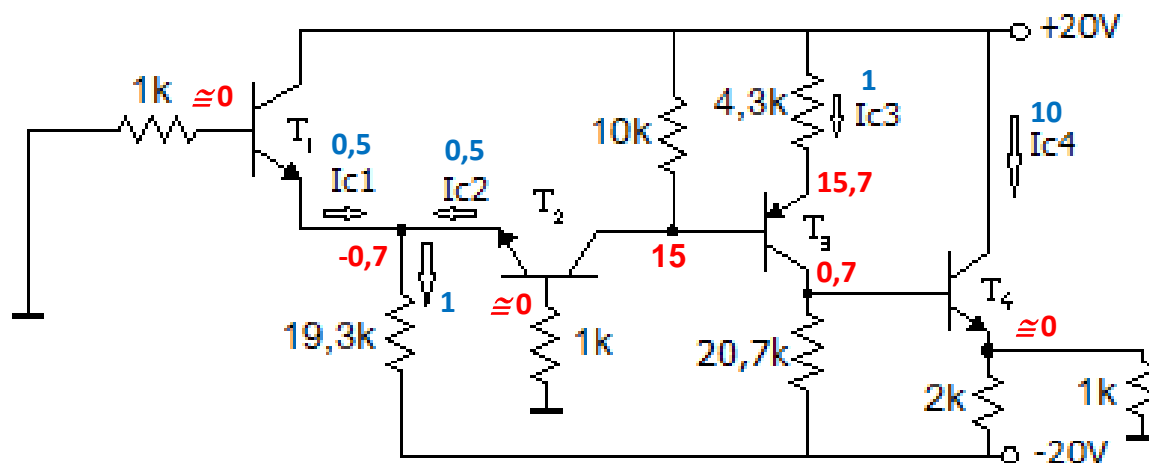 +20V
1k
≅0
T1
0,5
Ic1
0,5
Ic2
T2
10k
4,3k
1
Ic3
10
Ic4
15,7
-0,7
15
T3
0,7
1
≅0
T4
≅0
19,3k
1k
20,7k
2k
1k
-20V